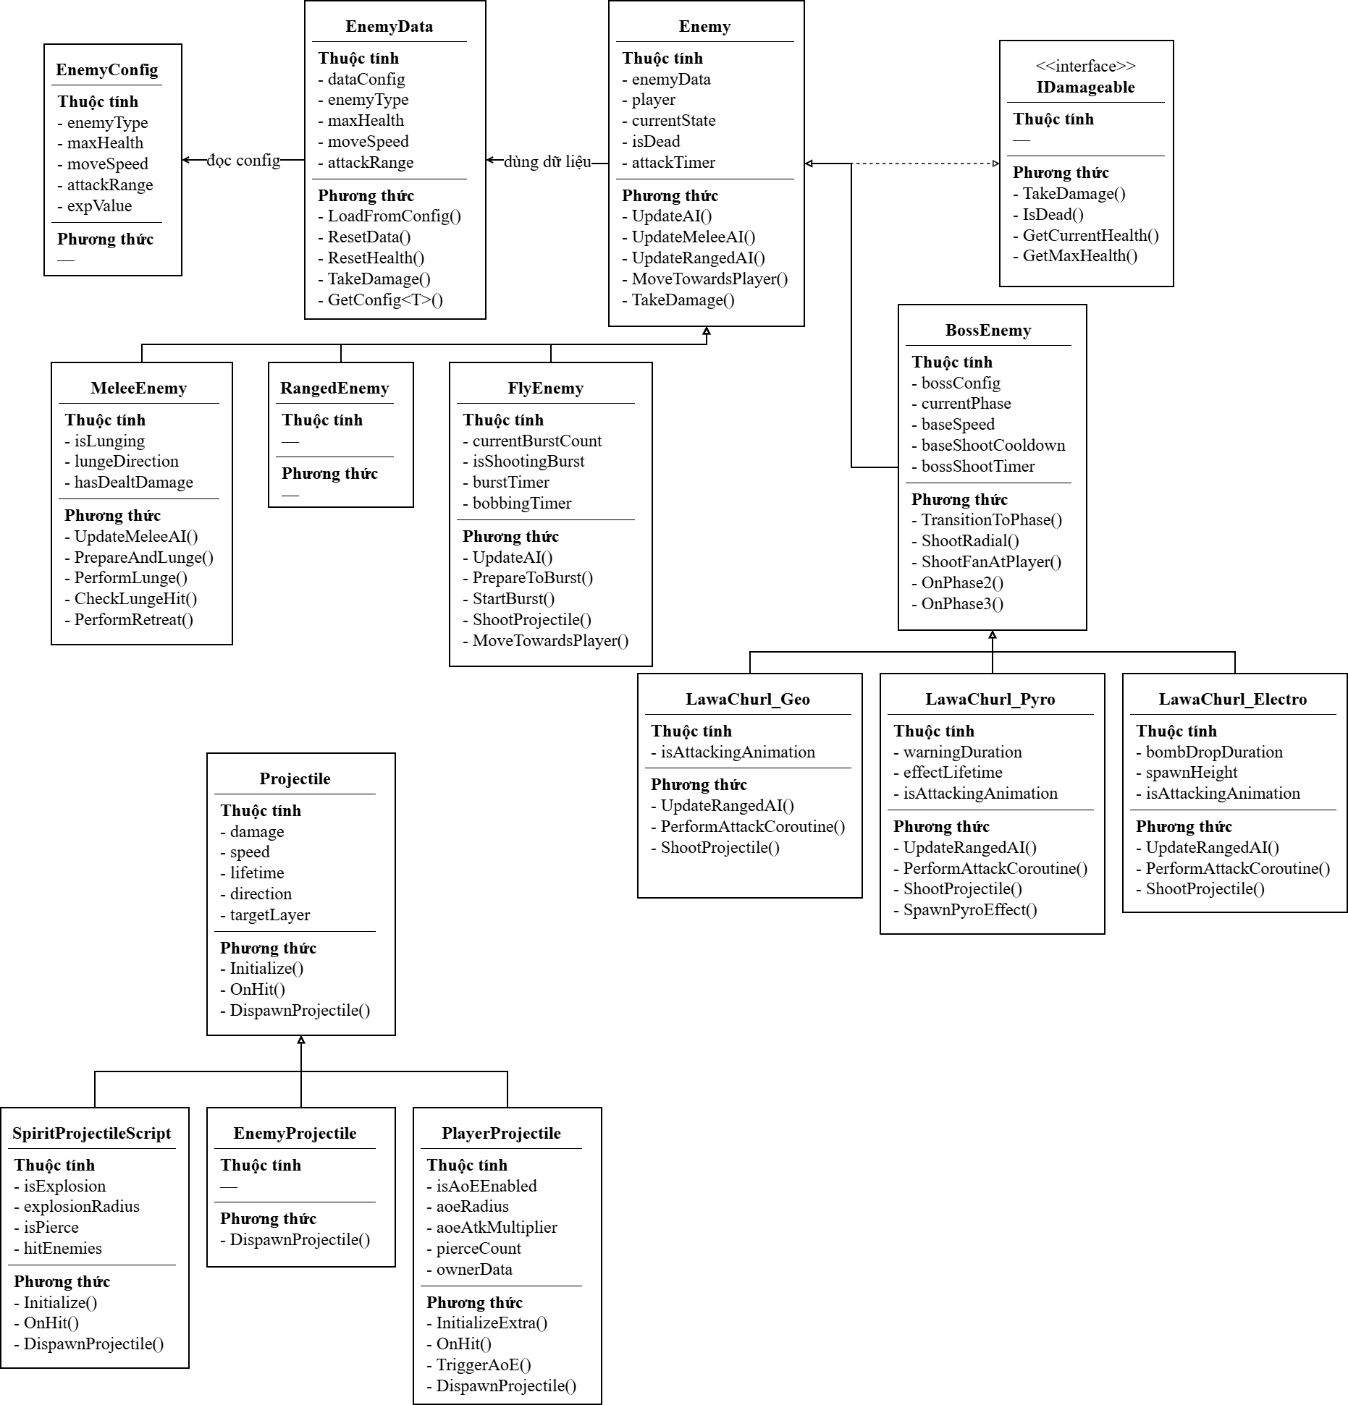 EnemyConfig
Thuộc tính
- enemyType
- maxHealth
- moveSpeed
- attackRange
- expValue
Phương thức
—
đọc config
EnemyData
Thuộc tính
- dataConfig
- enemyType
- maxHealth
- moveSpeed
- attackRange
Phương thức
- LoadFromConfig()
- ResetData()
- ResetHealth()
- TakeDamage()
- GetConfig<T>()
dùng dữ liệu
Enemy
Thuộc tính
- enemyData
- player
- currentState
- isDead
- attackTimer
Phương thức
- UpdateAI()
- UpdateMeleeAI()
- UpdateRangedAI()
- MoveTowardsPlayer()
- TakeDamage()
<<interface>>
IDamageable
Thuộc tính
—
Phương thức
- TakeDamage()
- IsDead()
- GetCurrentHealth()
- GetMaxHealth()
MeleeEnemy
Thuộc tính
- isLunging
- lungeDirection
- hasDealtDamage
Phương thức
- UpdateMeleeAI()
- PrepareAndLunge()
- PerformLunge()
- CheckLungeHit()
- PerformRetreat()
RangedEnemy
Thuộc tính
—
Phương thức
—
FlyEnemy
Thuộc tính
- currentBurstCount
- isShootingBurst
- burstTimer
- bobbingTimer
Phương thức
- UpdateAI()
- PrepareToBurst()
- StartBurst()
- ShootProjectile()
- MoveTowardsPlayer()
BossEnemy
Thuộc tính
- bossConfig
- currentPhase
- baseSpeed
- baseShootCooldown
- bossShootTimer
Phương thức
- TransitionToPhase()
- ShootRadial()
- ShootFanAtPlayer()
- OnPhase2()
- OnPhase3()
LawaChurl_Geo
Thuộc tính
- isAttackingAnimation
Phương thức
- UpdateRangedAI()
- PerformAttackCoroutine()
- ShootProjectile()
LawaChurl_Pyro
Thuộc tính
- warningDuration
- effectLifetime
- isAttackingAnimation
Phương thức
- UpdateRangedAI()
- PerformAttackCoroutine()
- ShootProjectile()
- SpawnPyroEffect()
LawaChurl_Electro
Thuộc tính
- bombDropDuration
- spawnHeight
- isAttackingAnimation
Phương thức
- UpdateRangedAI()
- PerformAttackCoroutine()
- ShootProjectile()
Projectile
Thuộc tính
- damage
- speed
- lifetime
- direction
- targetLayer
Phương thức
- Initialize()
- OnHit()
- DispawnProjectile()
SpiritProjectileScript
Thuộc tính
- isExplosion
- explosionRadius
- isPierce
- hitEnemies
Phương thức
- Initialize()
- OnHit()
- DispawnProjectile()
EnemyProjectile
Thuộc tính
—
Phương thức
- DispawnProjectile()
PlayerProjectile
Thuộc tính
- isAoEEnabled
- aoeRadius
- aoeAtkMultiplier
- pierceCount
- ownerData
Phương thức
- InitializeExtra()
- OnHit()
- TriggerAoE()
- DispawnProjectile()